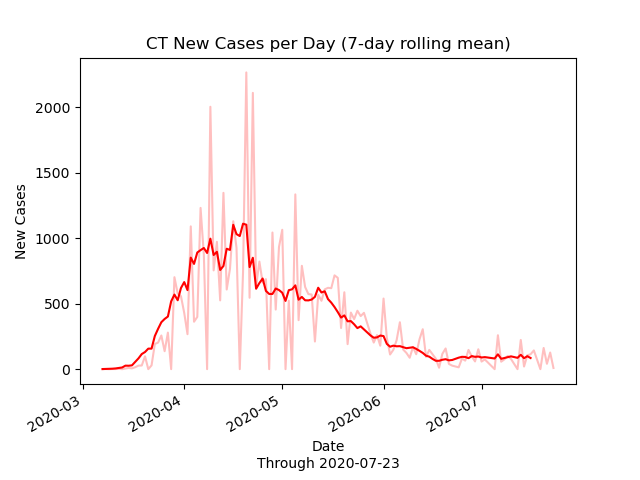 CT New Cases per Day (7-day rolling mean)
2000
1500
1000
500
0
New Cases
2020-03
2020-04
2020-05
2020-06
2020-07
Date
Through 2020-07-23